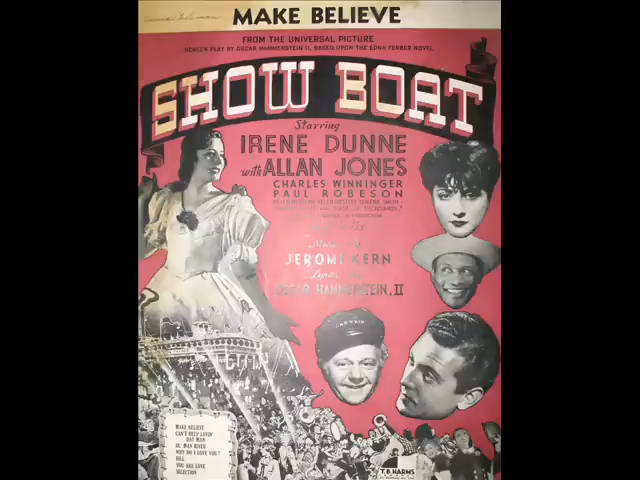 MAKE BELIEVE
FROM THE UNIVERSAL PICTURE
SCREEN PLAY BY OSCAR HAMMERSTEIN II, BASED UPON THE EDNA FERBER NOVEL
SHOW BOAT
Starring
IRENE DUNNE
with ALLAN JONES
CHARLES WINNINGER
PAUL ROBESON
Music by
JEROME KERN
Lyrics by
OSCAR HAMMERSTEIN, II
CAPTAIN
MAKE BELIEVE
CAN'T HELP LOVIN'
DAT MAN
OL' MAN RIVER
WHY DO I LOVE YOU?
BILL
YOU ARE LOVE
SELECTION
T.B. HARMS